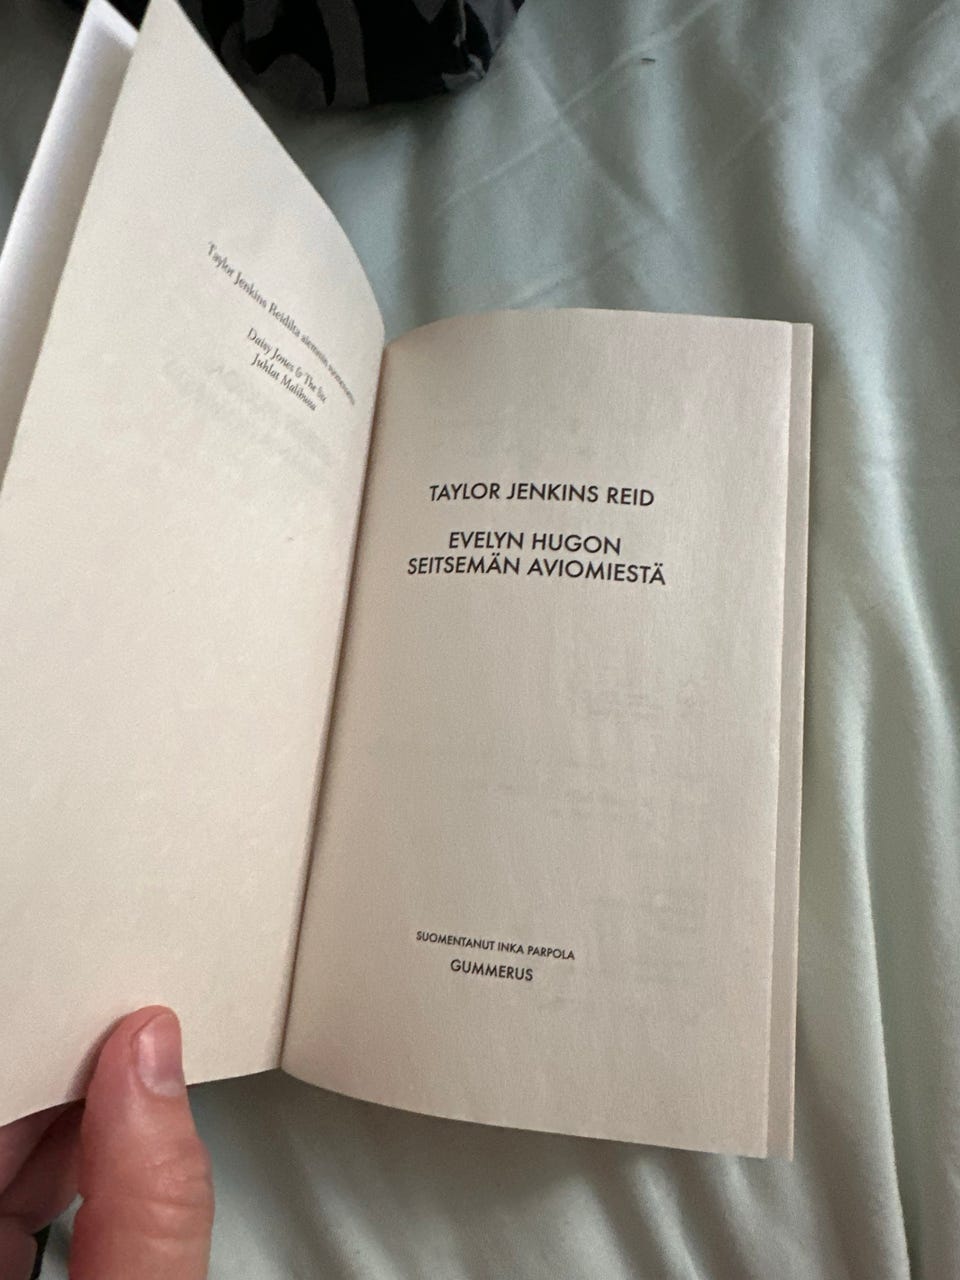 Taylor Jenkins Reidilta aiemmin suomennettu
Daisy Jones & The Six
Juhlat Malibussa
TAYLOR JENKINS REID
EVELYN HUGON
SEITSEMÄN AVIOMIESTÄ
SUOMENTANUT INKA PARPOLA
GUMMERUS